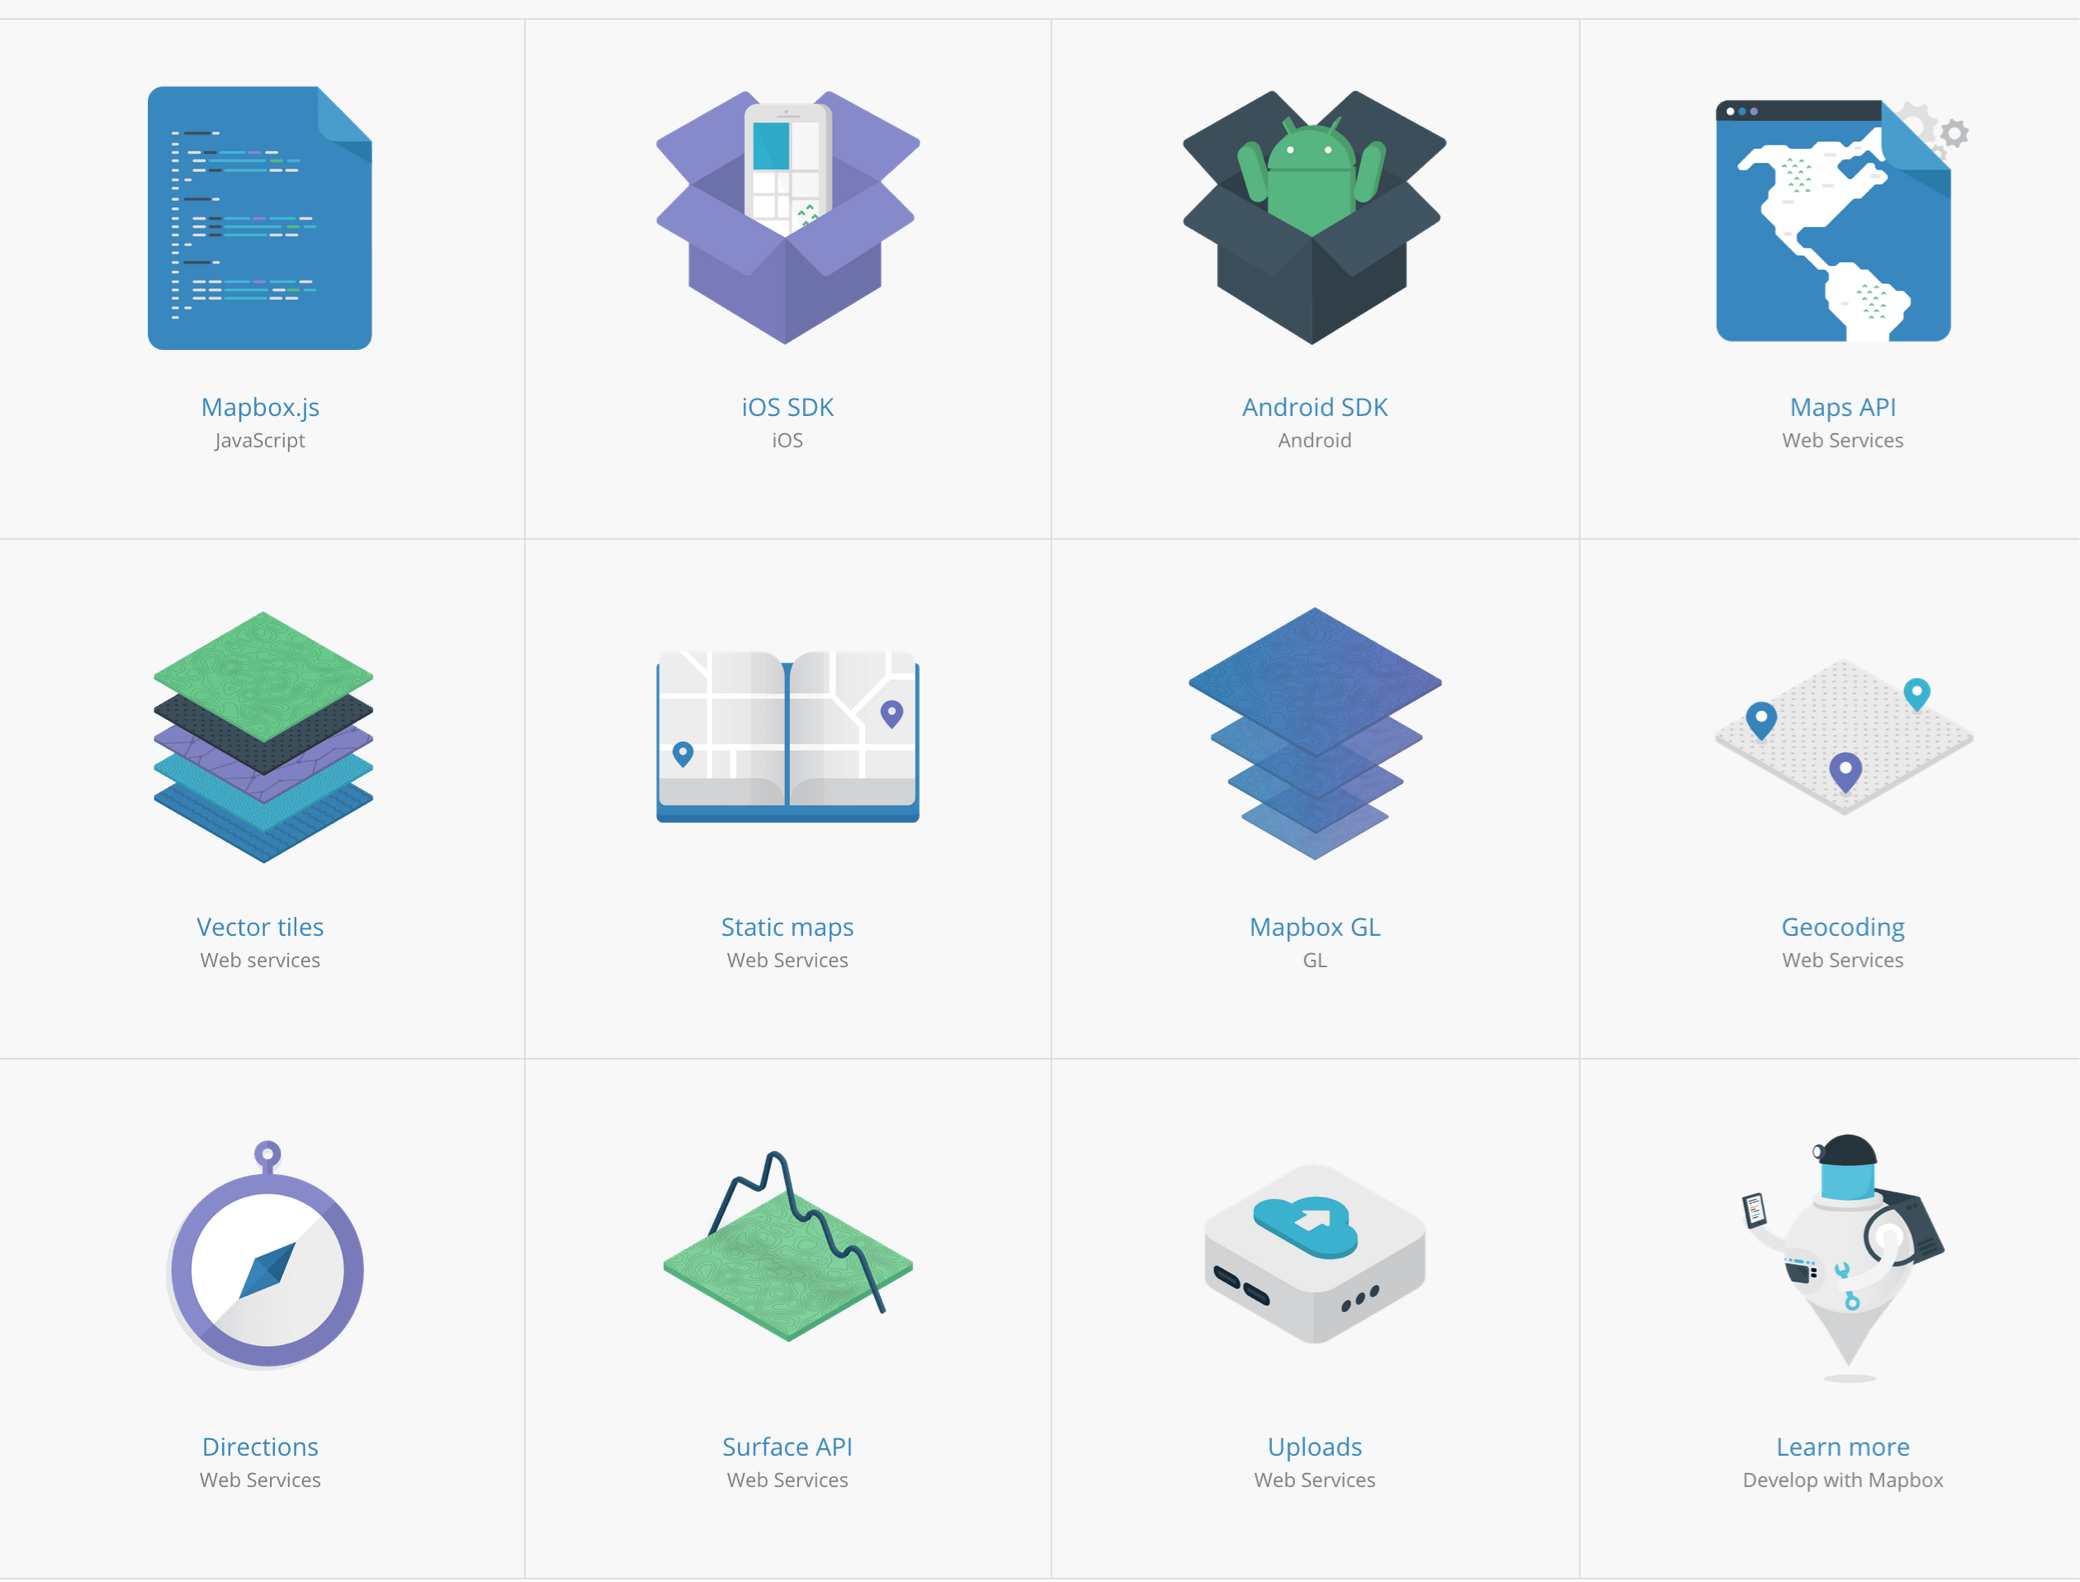 Mapbox.js
JavaScript
iOS SDK
iOS
Android SDK
Android
Maps API
Web Services
Vector tiles
Web services
Static maps
Web Services
Mapbox GL
GL
Geocoding
Web Services
Directions
Web Services
Surface API
Web Services
Uploads
Web Services
Learn more
Develop with Mapbox